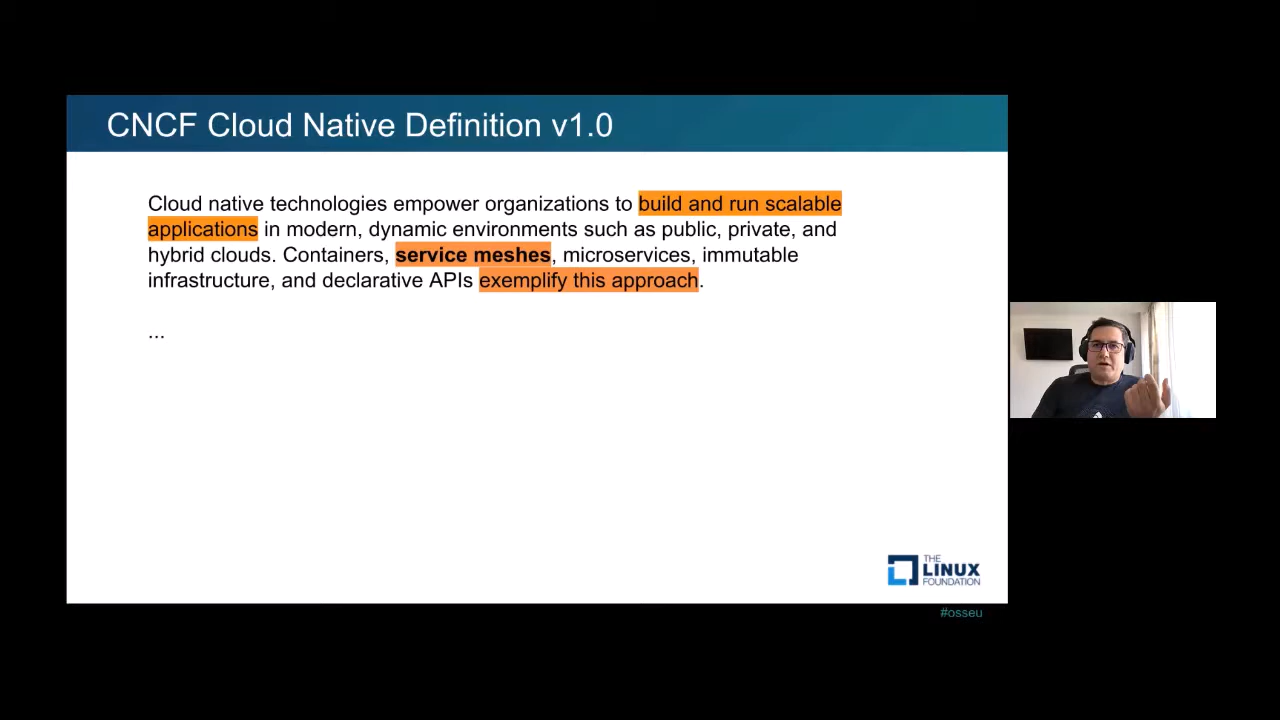 CNCF Cloud Native Definition v1.0
Cloud native technologies empower organizations to build and run scalable
applications in modern, dynamic environments such as public, private, and
hybrid clouds. Containers, service meshes, microservices, immutable
infrastructure, and declarative APIs exemplify this approach.
...
THE
LINUX
FOUNDATION
#osseu